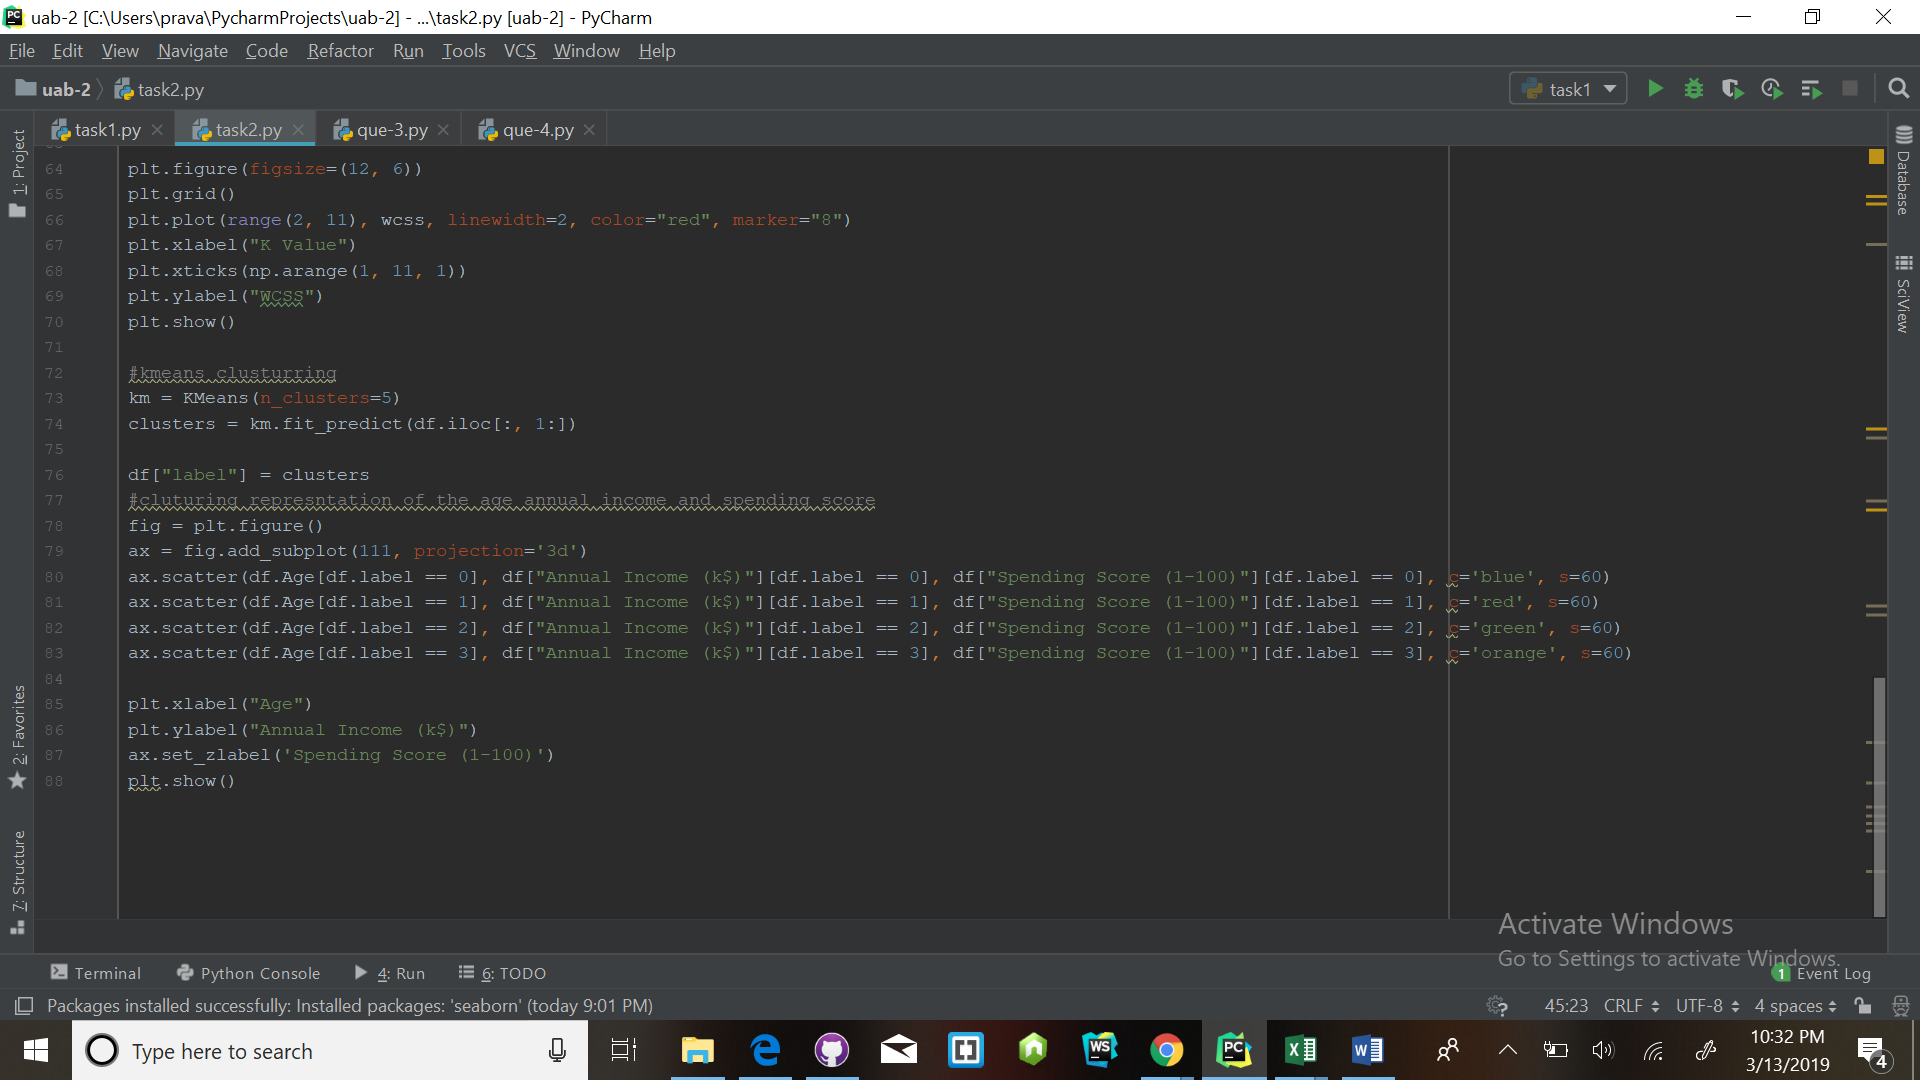 uab-2 [C:\Users\prava\PycharmProjects\uab-2] - ...\task2.py [uab-2] - PyCharm
File Edit View Navigate Code Refactor Run Tools VCS Window Help
uab-2 task2.py task1
task1.py task2.py que-3.py que-4.py
1: Project
2: Favorites
7: Structure
Database
SciView
64 plt.figure(figsize=(12, 6))
65 plt.grid()
66 plt.plot(range(2, 11), wcss, linewidth=2, color="red", marker="8")
67 plt.xlabel("K Value")
68 plt.xticks(np.arange(1, 11, 1))
69 plt.ylabel("WCSS")
70 plt.show()
71
72 #kmeans clusturring
73 km = KMeans(n_clusters=5)
74 clusters = km.fit_predict(df.iloc[:, 1:])
75
76 df["label"] = clusters
77 #cluturing represntation of the age annual income and spending score
78 fig = plt.figure()
79 ax = fig.add_subplot(111, projection='3d')
80 ax.scatter(df.Age[df.label == 0], df["Annual Income (k$)"][df.label == 0], df["Spending Score (1-100)"][df.label == 0], c='blue', s=60)
81 ax.scatter(df.Age[df.label == 1], df["Annual Income (k$)"][df.label == 1], df["Spending Score (1-100)"][df.label == 1], c='red', s=60)
82 ax.scatter(df.Age[df.label == 2], df["Annual Income (k$)"][df.label == 2], df["Spending Score (1-100)"][df.label == 2], c='green', s=60)
83 ax.scatter(df.Age[df.label == 3], df["Annual Income (k$)"][df.label == 3], df["Spending Score (1-100)"][df.label == 3], c='orange', s=60)
84
85 plt.xlabel("Age")
86 plt.ylabel("Annual Income (k$)")
87 ax.set_zlabel('Spending Score (1-100)')
88 plt.show()
Activate Windows
Go to Settings to activate Windows.
Terminal Python Console 4: Run 6: TODO 1 Event Log
Packages installed successfully: Installed packages: 'seaborn' (today 9:01 PM) 45:23 CRLF UTF-8 4 spaces
Type here to search
WS
PC
10:32 PM
3/13/2019
4